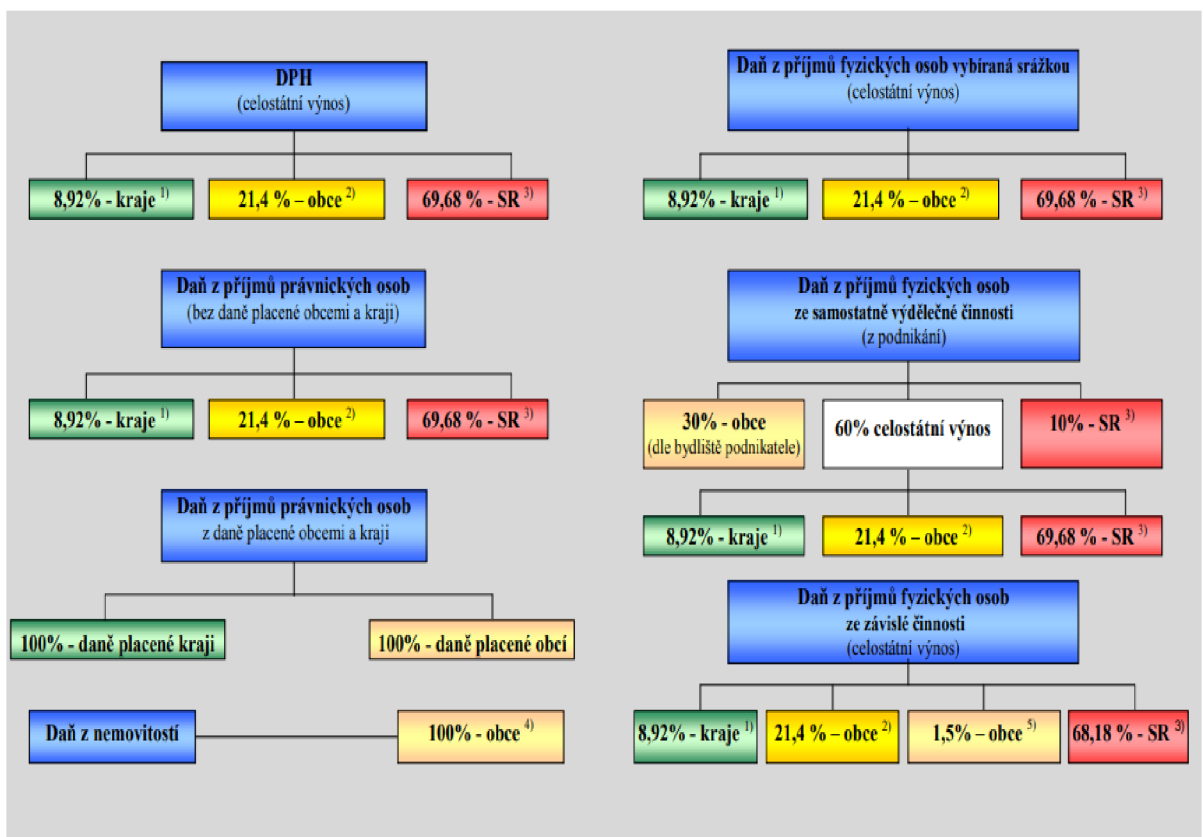 DPH
(celostátní výnos)
8,92% - kraje 1)
21,4 % – obce 2)
69,68 % - SR 3)
Daň z příjmů právnických osob
(bez daně placené obcemi a kraji)
8,92% - kraje 1)
21,4 % – obce 2)
69,68 % - SR 3)
Daň z příjmů právnických osob
z daně placené obcemi a kraji
100% - daně placené kraji
100% - daně placené obcí
Daň z nemovitostí
100% - obce 4)
Daň z příjmů fyzických osob vybíraná srážkou
(celostátní výnos)
8,92% - kraje 1)
21,4 % – obce 2)
69,68 % - SR 3)
Daň z příjmů fyzických osob
ze samostatně výdělečné činnosti
(z podnikání)
30% - obce
(dle bydliště podnikatele)
60% celostátní výnos
10% - SR 3)
8,92% - kraje 1)
21,4 % – obce 2)
69,68 % - SR 3)
Daň z příjmů fyzických osob
ze závislé činnosti
(celostátní výnos)
8,92% - kraje 1)
21,4 % – obce 2)
1,5% – obce 5)
68,18 % - SR 3)